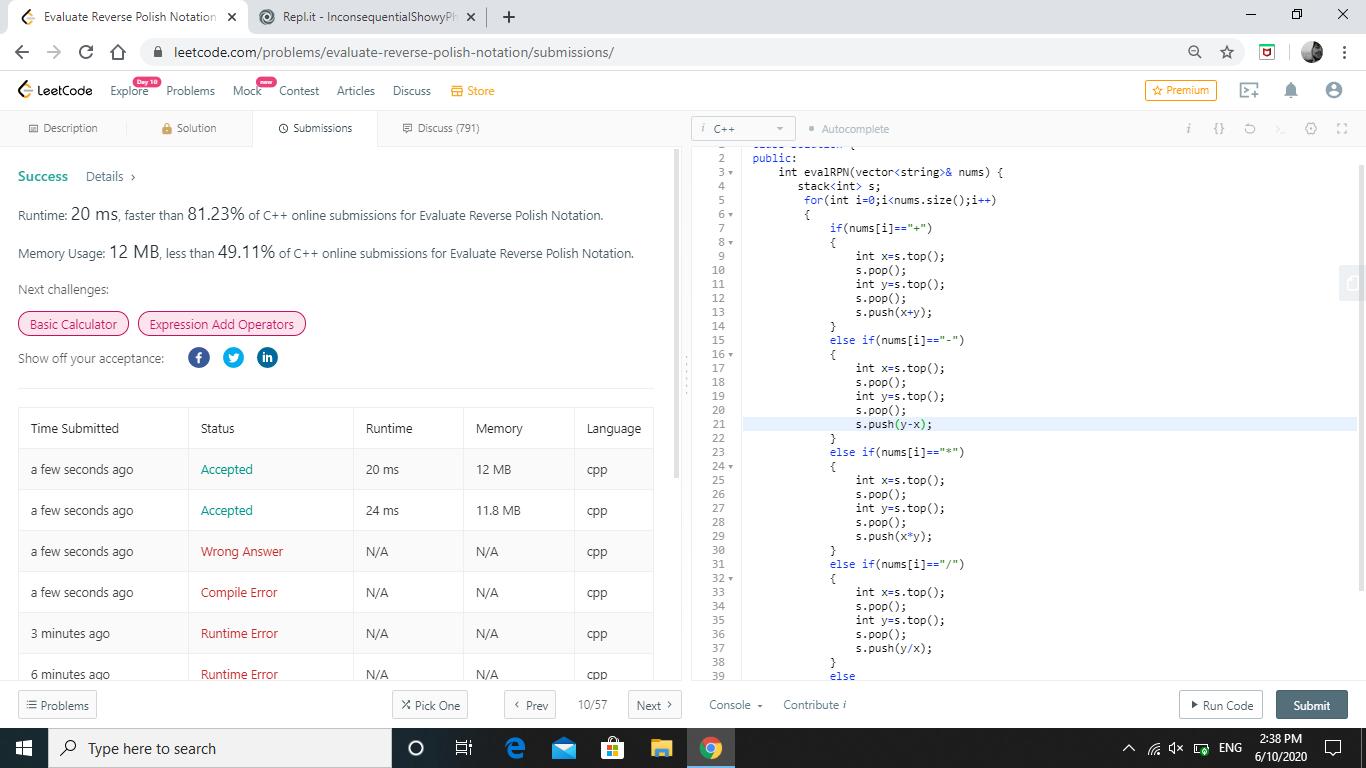 Evaluate Reverse Polish Notation
Repl.it - InconsequentialShowyPh
leetcode.com/problems/evaluate-reverse-polish-notation/submissions/
LeetCode Explore Day 10 Problems Mock new Contest Articles Discuss Store Premium
Description Solution Submissions Discuss (791)
Success Details ›
Runtime: 20 ms, faster than 81.23% of C++ online submissions for Evaluate Reverse Polish Notation.
Memory Usage: 12 MB, less than 49.11% of C++ online submissions for Evaluate Reverse Polish Notation.
Next challenges:
Basic Calculator Expression Add Operators
Show off your acceptance:
Time Submitted Status Runtime Memory Language
a few seconds ago Accepted 20 ms 12 MB cpp
a few seconds ago Accepted 24 ms 11.8 MB cpp
a few seconds ago Wrong Answer N/A N/A cpp
a few seconds ago Compile Error N/A N/A cpp
3 minutes ago Runtime Error N/A N/A cpp
6 minutes ago Runtime Error N/A N/A cpp
i C++ Autocomplete i {}
2 public:
3 int evalRPN(vector<string>& nums) {
4 stack<int> s;
5 for(int i=0;i<nums.size();i++)
6 {
7 if(nums[i]=="+")
8 {
9 int x=s.top();
10 s.pop();
11 int y=s.top();
12 s.pop();
13 s.push(x+y);
14 }
15 else if(nums[i]=="-")
16 {
17 int x=s.top();
18 s.pop();
19 int y=s.top();
20 s.pop();
21 s.push(y-x);
22 }
23 else if(nums[i]=="*")
24 {
25 int x=s.top();
26 s.pop();
27 int y=s.top();
28 s.pop();
29 s.push(x*y);
30 }
31 else if(nums[i]=="/")
32 {
33 int x=s.top();
34 s.pop();
35 int y=s.top();
36 s.pop();
37 s.push(y/x);
38 }
39 else
Problems Pick One ‹ Prev 10/57 Next › Console Contribute i Run Code Submit
Type here to search
ENG
2:38 PM
6/10/2020